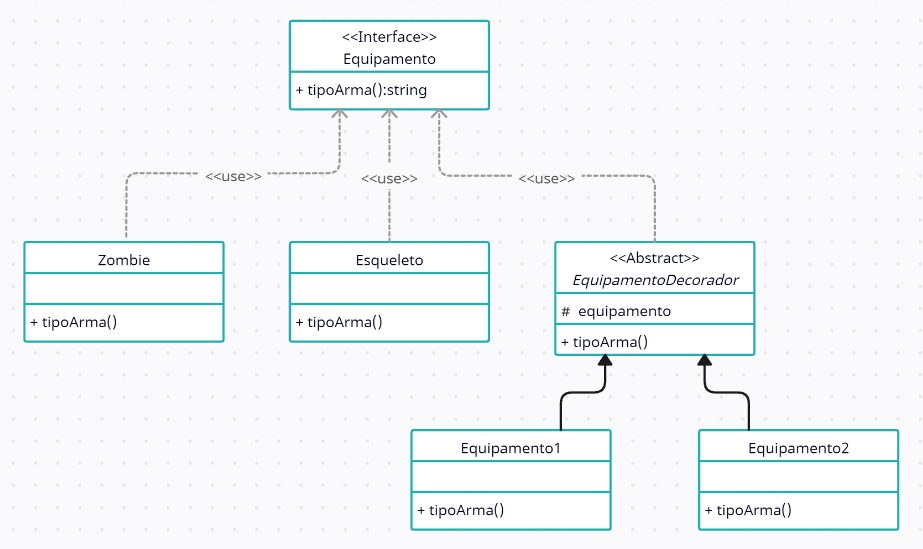 <<Interface>>
Equipamento
+ tipoArma():string
<<use>>
<<use>>
<<use>>
Zombie
+ tipoArma()
Esqueleto
+ tipoArma()
<<Abstract>>
EquipamentoDecorador
# equipamento
+ tipoArma()
Equipamento1
+ tipoArma()
Equipamento2
+ tipoArma()